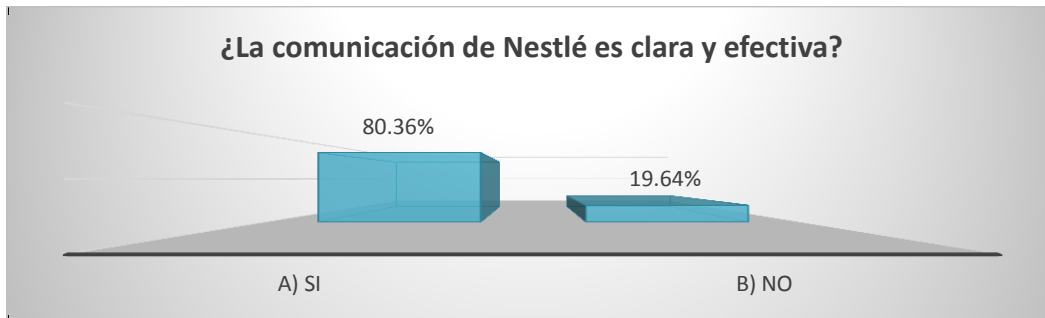 ¿La comunicación de Nestlé es clara y efectiva?
80.36%
19.64%
A) SI
B) NO